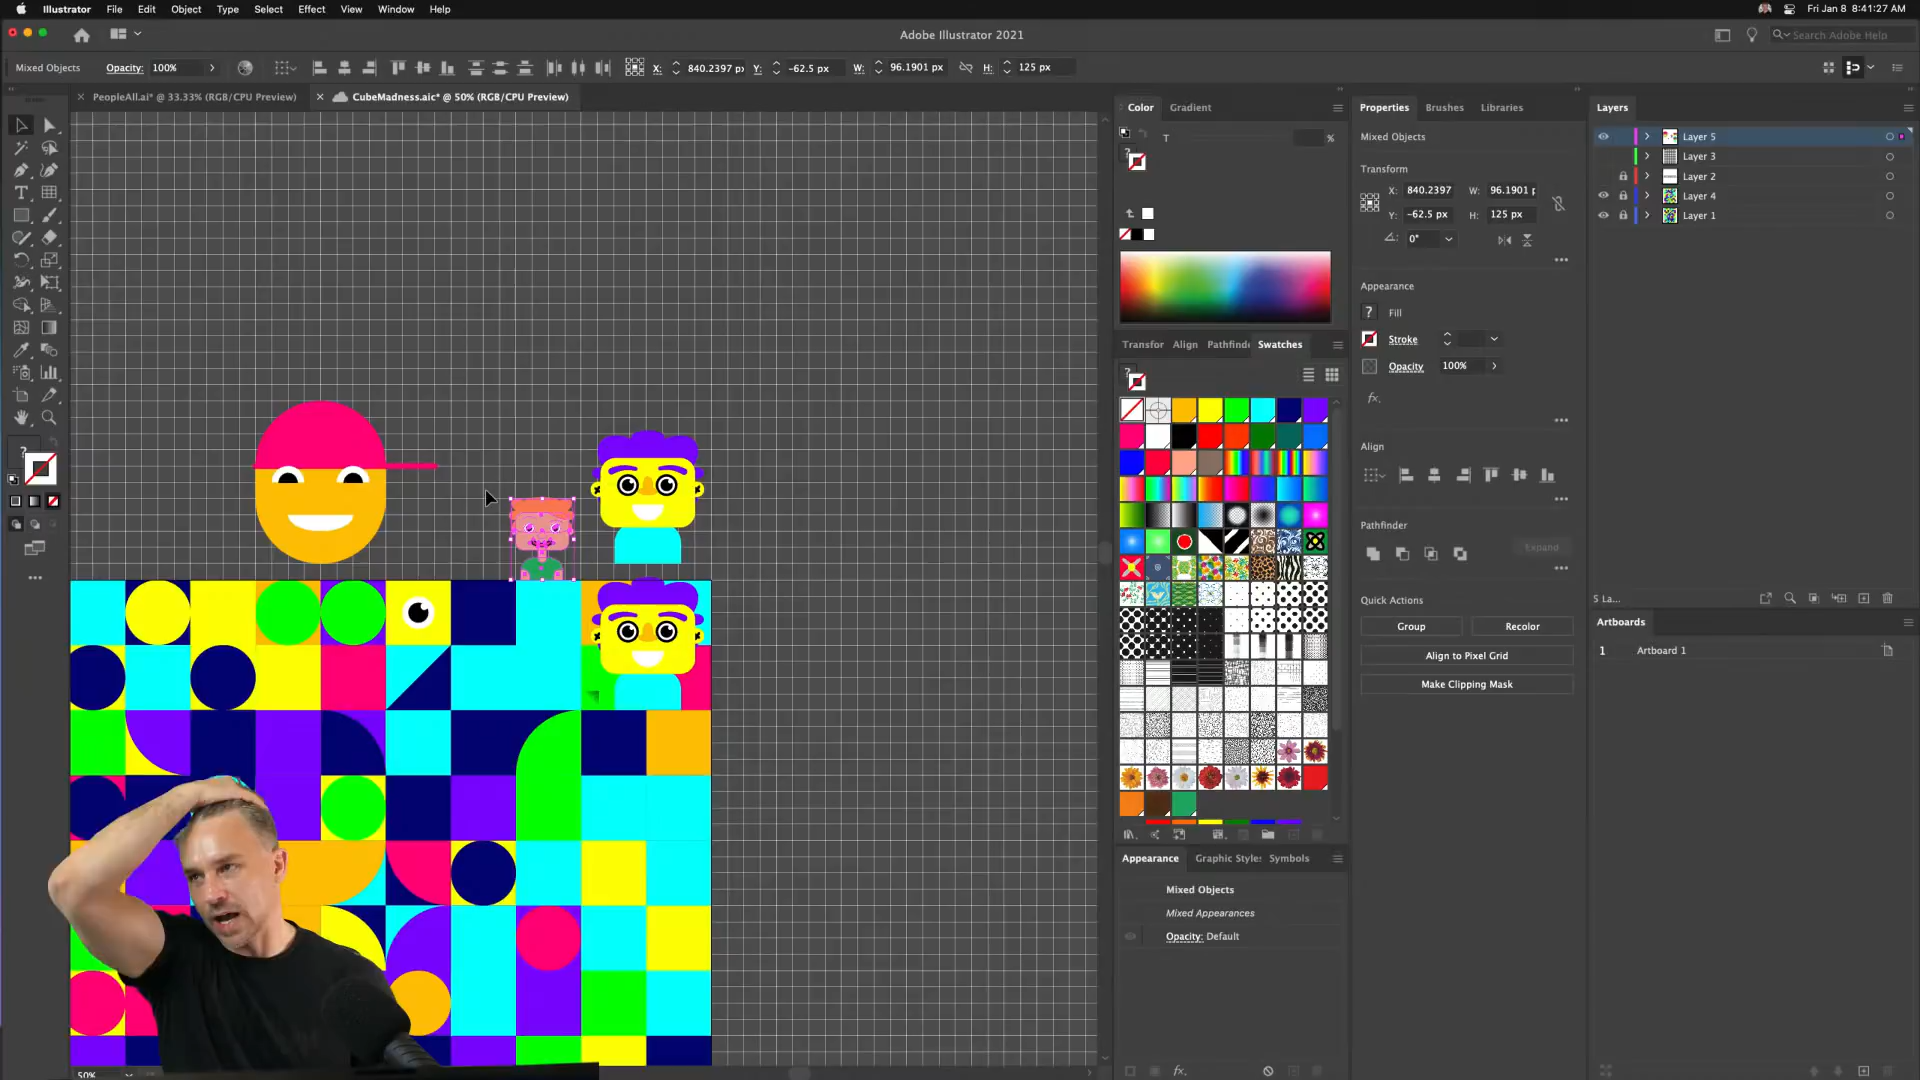 Illustrator File Edit Object Type Select Effect View Window Help
Fri Jan 8 8:41:27 AM
Adobe Illustrator 2021
Search Adobe Help
Mixed Objects Opacity: 100% X: 840.2397 px Y: -62.5 px W: 96.1901 px H: 125 px
PeopleAll.ai* @ 33.33% (RGB/CPU Preview)
CubeMadness.aic* @ 50% (RGB/CPU Preview)
Color Gradient
T %
Transfor Align Pathfinde Swatches
Appearance Graphic Styles Symbols
Mixed Objects
Mixed Appearances
Opacity: Default
fx.
Properties Brushes Libraries
Mixed Objects
Transform
X: 840.2397 W: 96.1901 p
Y: -62.5 px H: 125 px
0°
Appearance
? Fill
Stroke
Opacity 100%
fx.
Align
Pathfinder
Expand
Quick Actions
Group Recolor
Align to Pixel Grid
Make Clipping Mask
Layers
Layer 5
Layer 3
Layer 2
Layer 4
Layer 1
5 La...
Artboards
1 Artboard 1
50%